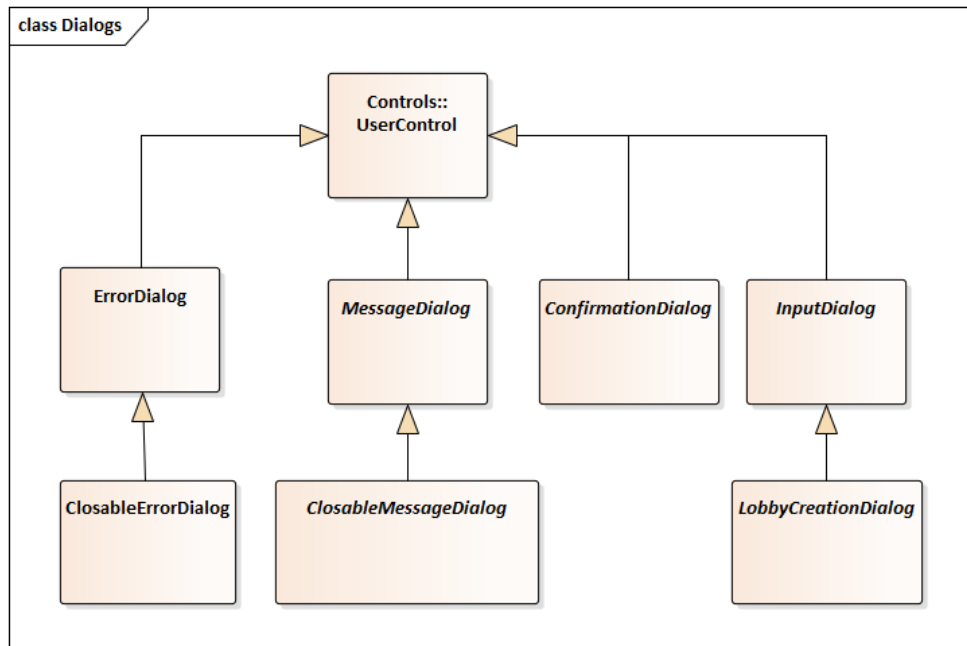 class Dialogs
Controls::
UserControl
ErrorDialog
MessageDialog
ConfirmationDialog
InputDialog
ClosableErrorDialog
ClosableMessageDialog
LobbyCreationDialog